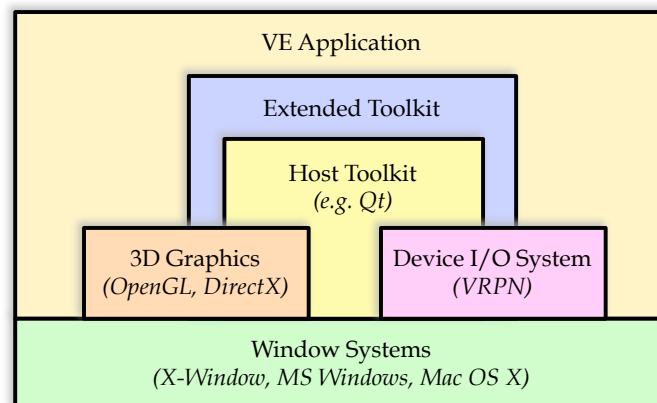 VE Application
Extended Toolkit
Host Toolkit
(e.g. Qt)
3D Graphics
(OpenGL, DirectX)
Device I/O System
(VRPN)
Window Systems
(X-Window, MS Windows, Mac OS X)